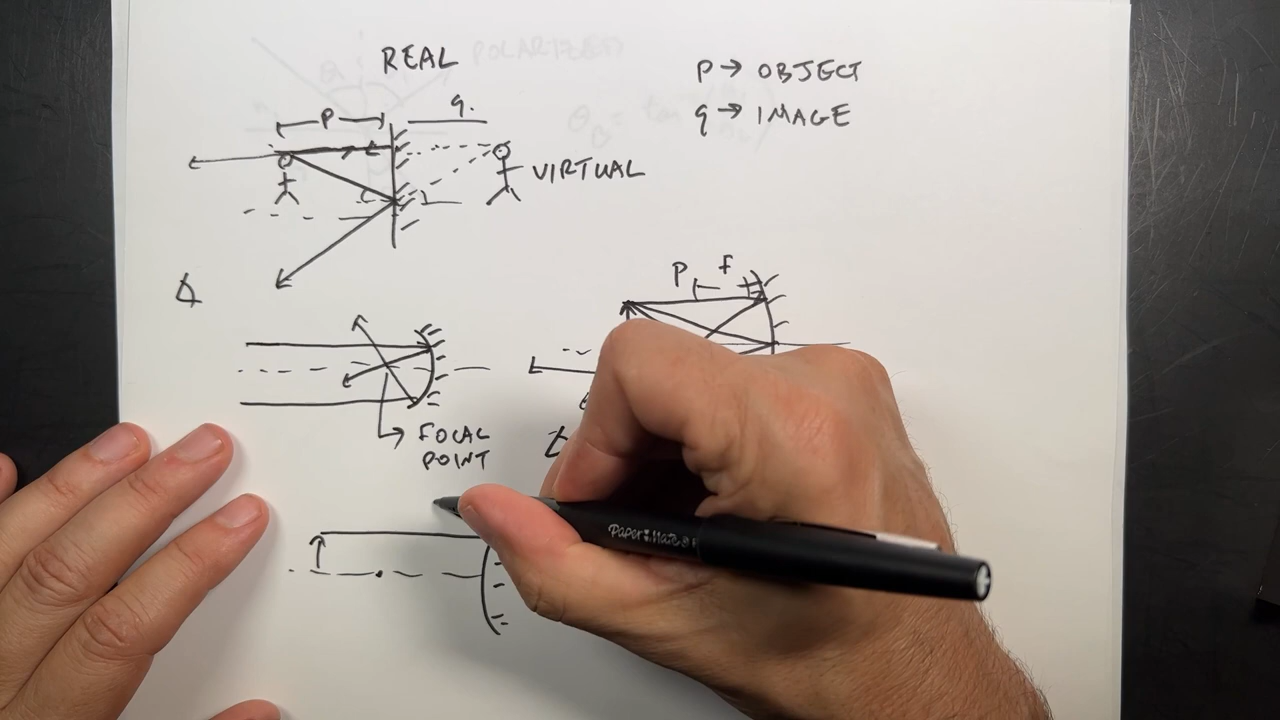 REAL
P → OBJECT
q → IMAGE
P
q.
VIRTUAL
P
f
FOCAL
POINT
Paper Mate